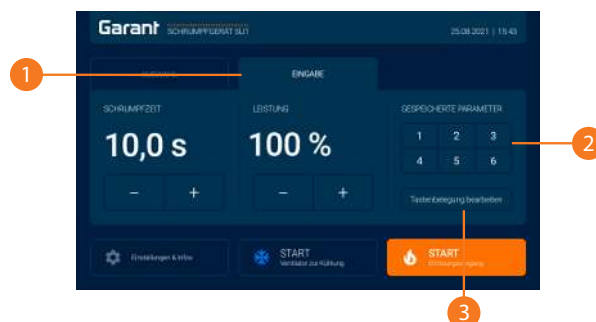 Garant SCHRUMPFGERÄT SU1
25.08.2021 | 15:43
1
AUSWAHL
EINGABE
SCHRUMPFZEIT
LEISTUNG
GESPEICHERTE PARAMETER
10,0 s
100 %
1 2 3
4 5 6
2
− +
− +
Tastenbelegung bearbeiten
Einstellungen & Infos
START
Ventilator zur Kühlung
START
3